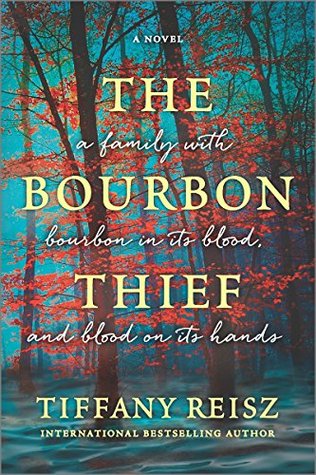 A NOVEL
THE
a family with
BOURBON
bourbon in its blood,
THIEF
and blood on its hands
TIFFANY REISZ
INTERNATIONAL BESTSELLING AUTHOR